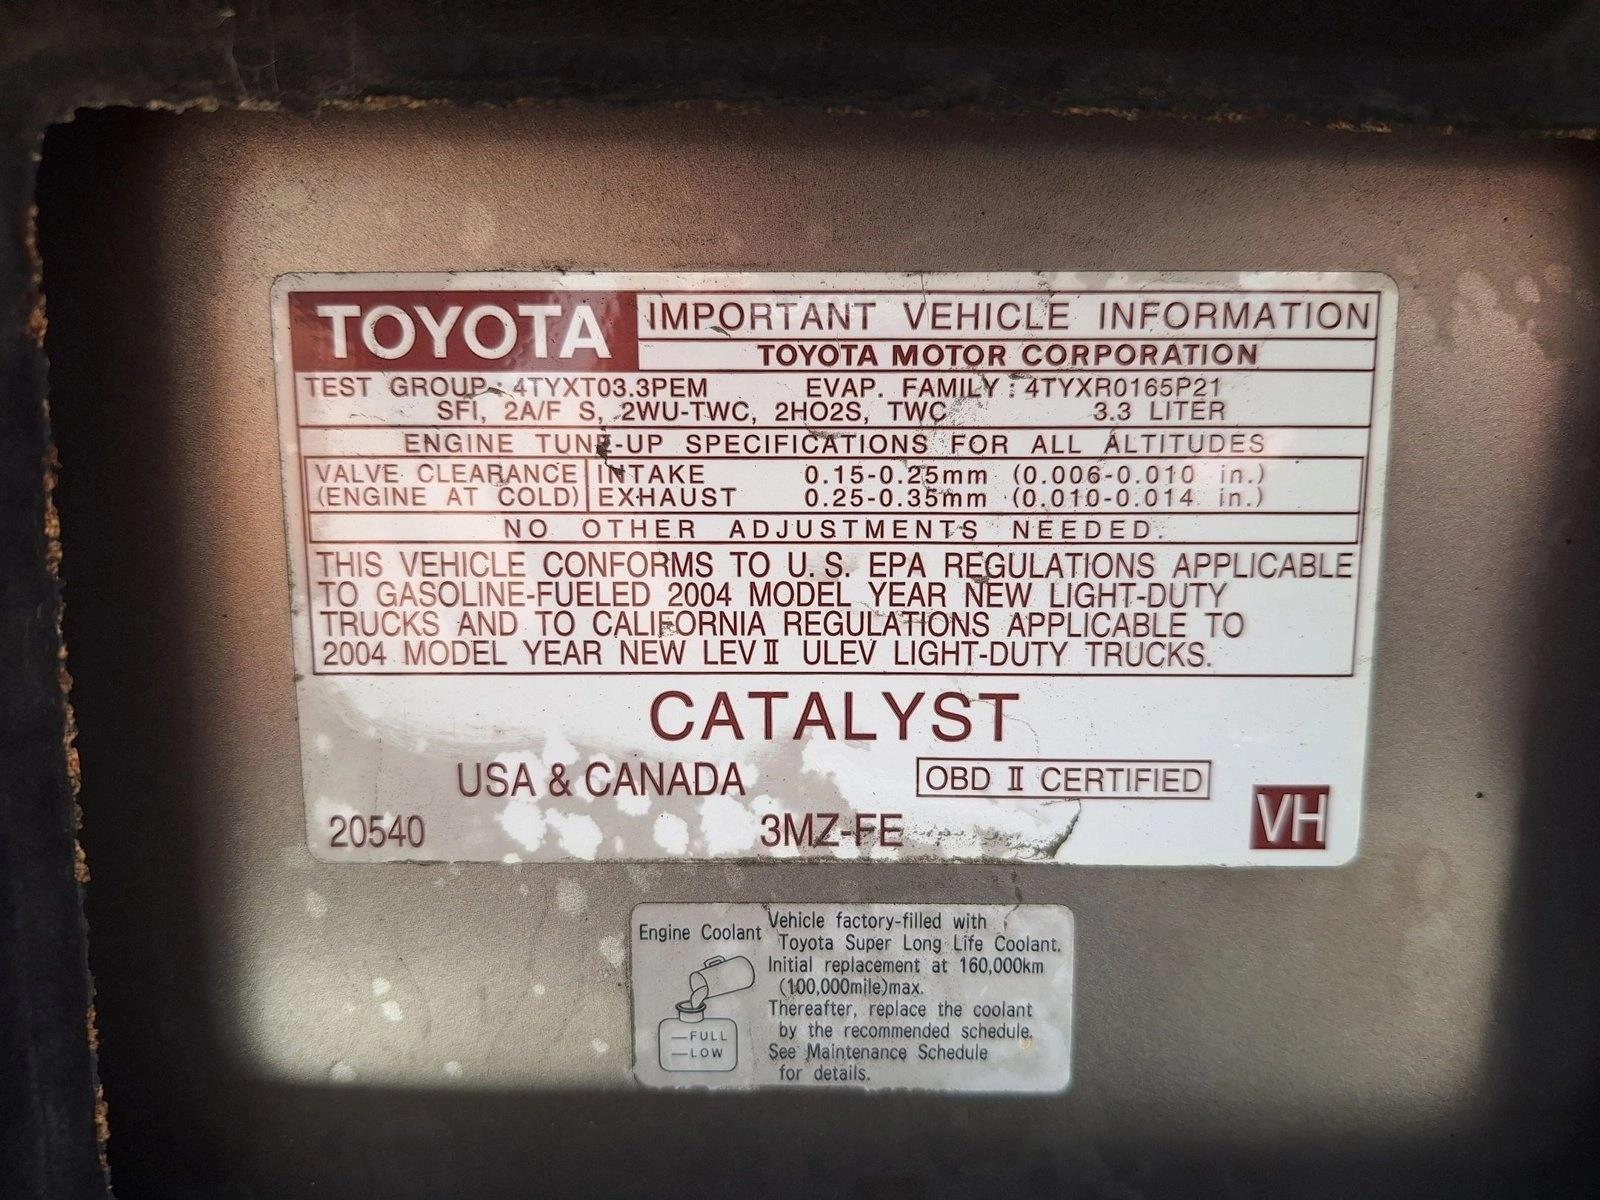 TOYOTA
IMPORTANT VEHICLE INFORMATION
TOYOTA MOTOR CORPORATION
TEST GROUP : 4TYXT03.3PEM EVAP. FAMILY : 4TYXR0165P21
SFI, 2A/F S, 2WU-TWC, 2HO2S, TWC 3.3 LITER
ENGINE TUNE-UP SPECIFICATIONS FOR ALL ALTITUDES
VALVE CLEARANCE INTAKE 0.15-0.25mm (0.006-0.010 in.)
(ENGINE AT COLD) EXHAUST 0.25-0.35mm (0.010-0.014 in.)
NO OTHER ADJUSTMENTS NEEDED.
THIS VEHICLE CONFORMS TO U.S. EPA REGULATIONS APPLICABLE
TO GASOLINE-FUELED 2004 MODEL YEAR NEW LIGHT-DUTY
TRUCKS AND TO CALIFORNIA REGULATIONS APPLICABLE TO
2004 MODEL YEAR NEW LEV II ULEV LIGHT-DUTY TRUCKS.
CATALYST
USA & CANADA OBD II CERTIFIED
20540 3MZ-FE VH
Engine Coolant
FULL
LOW
Vehicle factory-filled with
Toyota Super Long Life Coolant.
Initial replacement at 160,000km
(100,000mile)max.
Thereafter, replace the coolant
by the recommended schedule.
See Maintenance Schedule
for details.